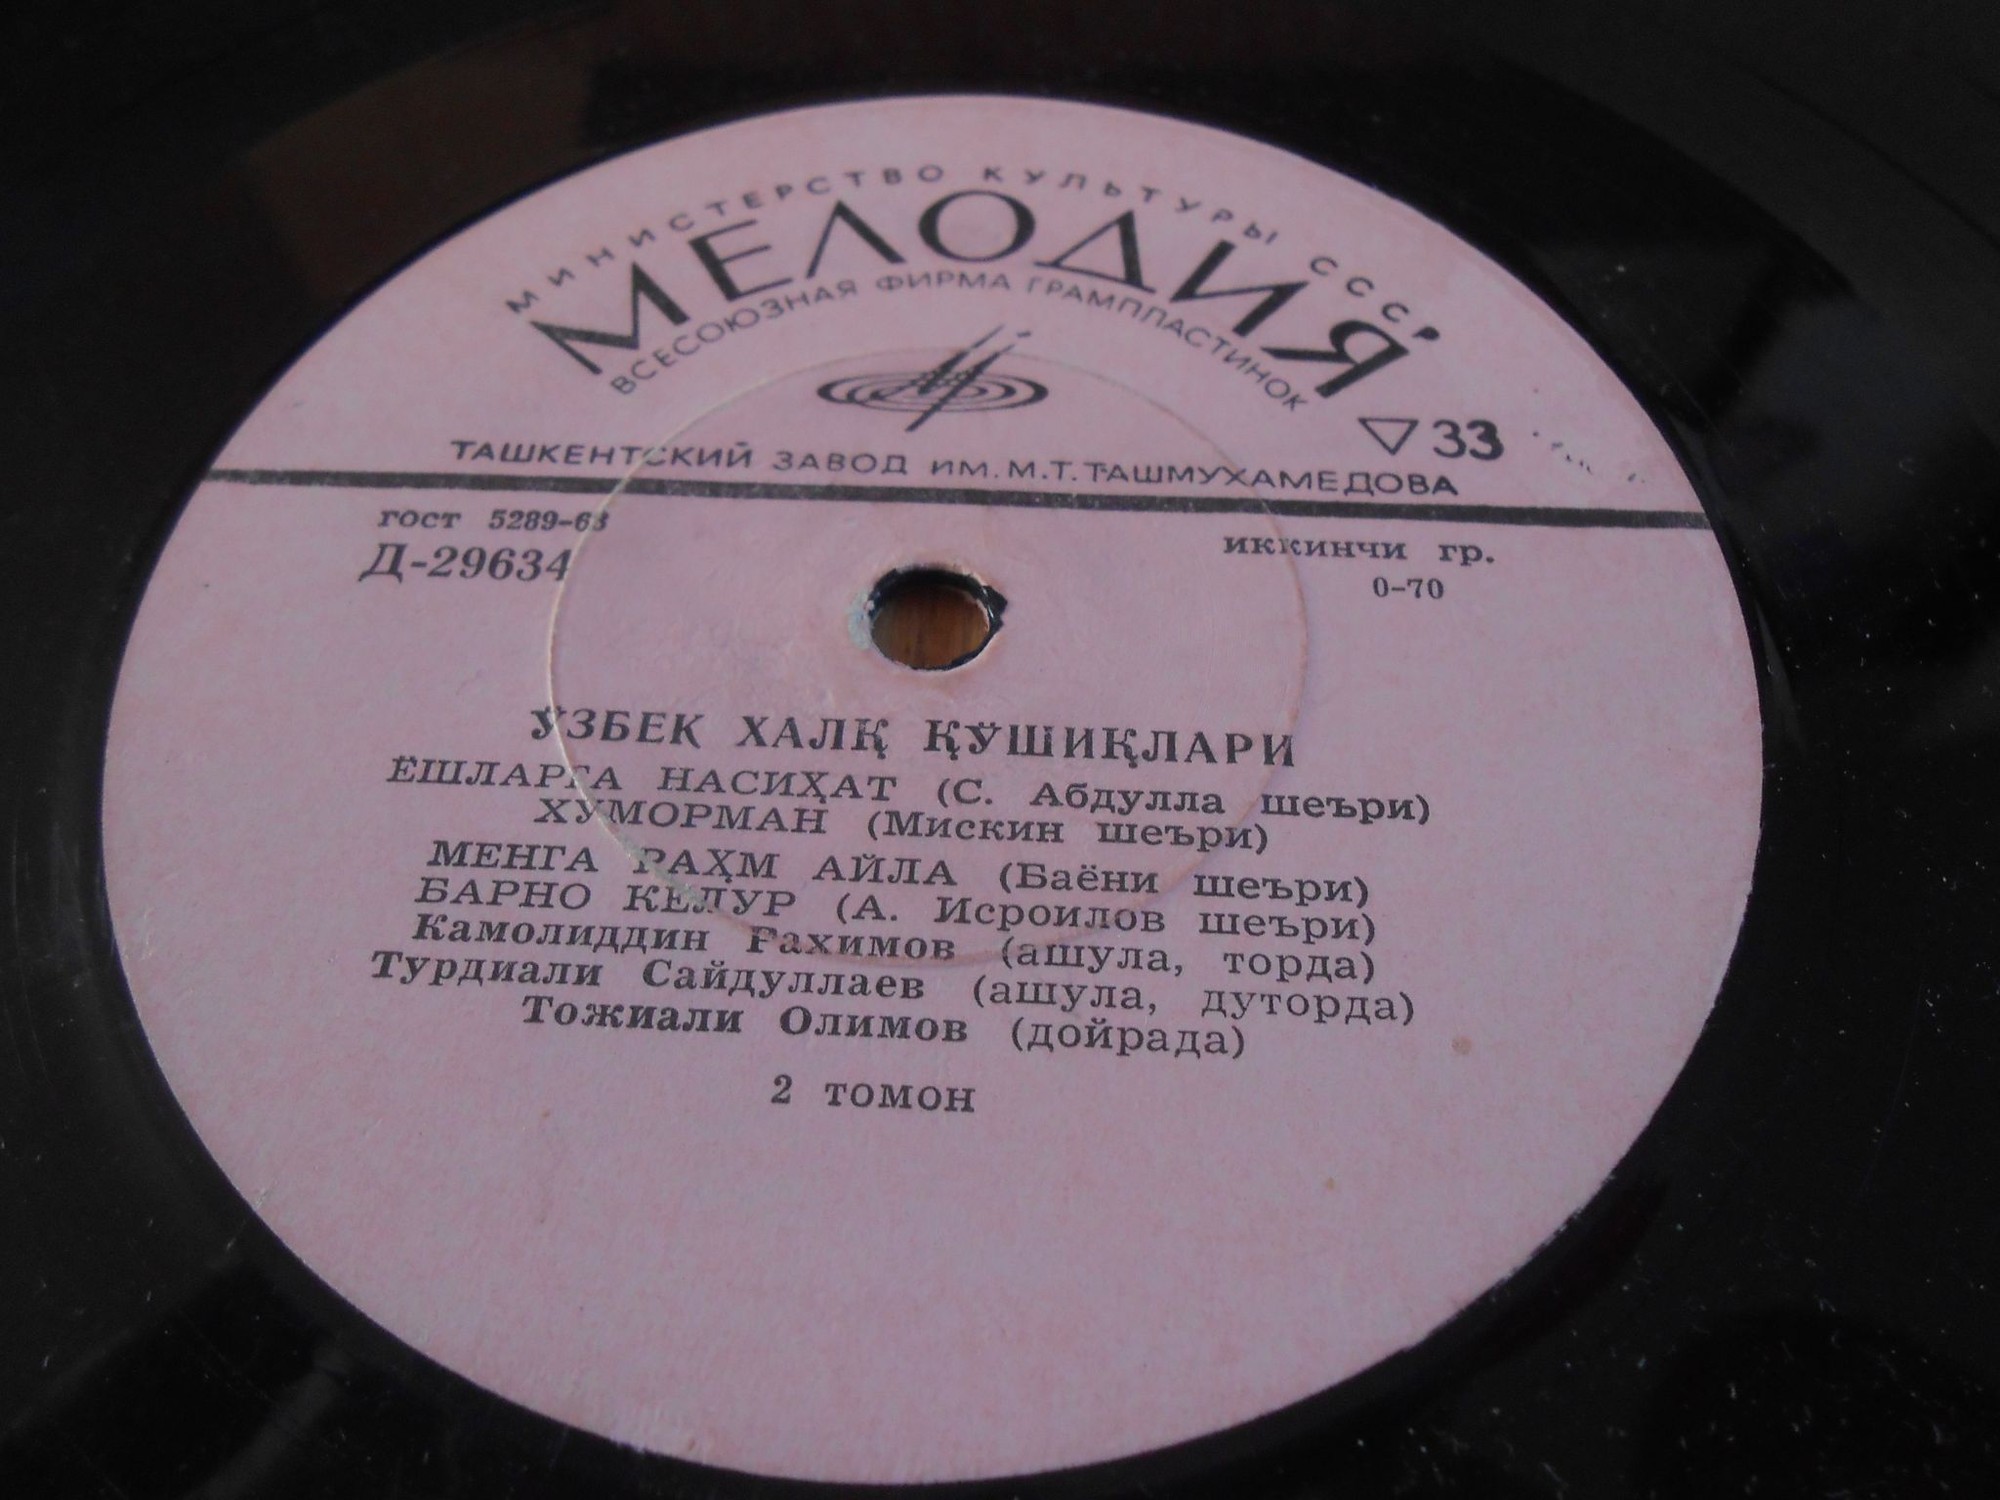 МИНИСТЕРСТВО КУЛЬТУРЫ СССР
МЕЛОДИЯ
ВСЕСОЮЗНАЯ ФИРМА ГРАМПЛАСТИНОК
▽33
ТАШКЕНТСКИЙ ЗАВОД ИМ. М.Т. ТАШМУХАМЕДОВА
ГОСТ 5289-68
Д-29634
иккинчи гр.
0-70
ЎЗБЕК ХАЛҚ ҚЎШИҚЛАРИ
ЁШЛАРГА НАСИҲАТ (С. Абдулла шеъри)
ХУМОРМАН (Мискин шеъри)
МЕНГА РАҲМ АЙЛА (Баёни шеъри)
БАРНО КЕЛУР (А. Исроилов шеъри)
Камолиддин Рахимов (ашула, торда)
Турдиали Сайдуллаев (ашула, дуторда)
Тожиали Олимов (дойрада)
2 томон